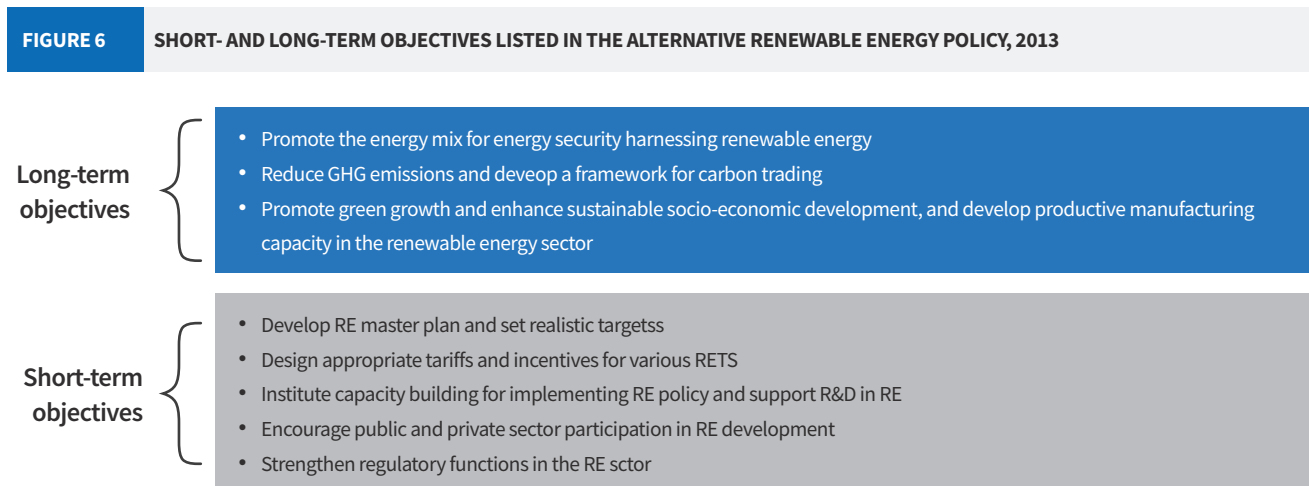 FIGURE 6 SHORT- AND LONG-TERM OBJECTIVES LISTED IN THE ALTERNATIVE RENEWABLE ENERGY POLICY, 2013
Long-term
objectives
• Promote the energy mix for energy security harnessing renewable energy
• Reduce GHG emissions and deveop a framework for carbon trading
• Promote green growth and enhance sustainable socio-economic development, and develop productive manufacturing
capacity in the renewable energy sector
Short-term
objectives
• Develop RE master plan and set realistic targetss
• Design appropriate tariffs and incentives for various RETS
• Institute capacity building for implementing RE policy and support R&D in RE
• Encourage public and private sector participation in RE development
• Strengthen regulatory functions in the RE sctor